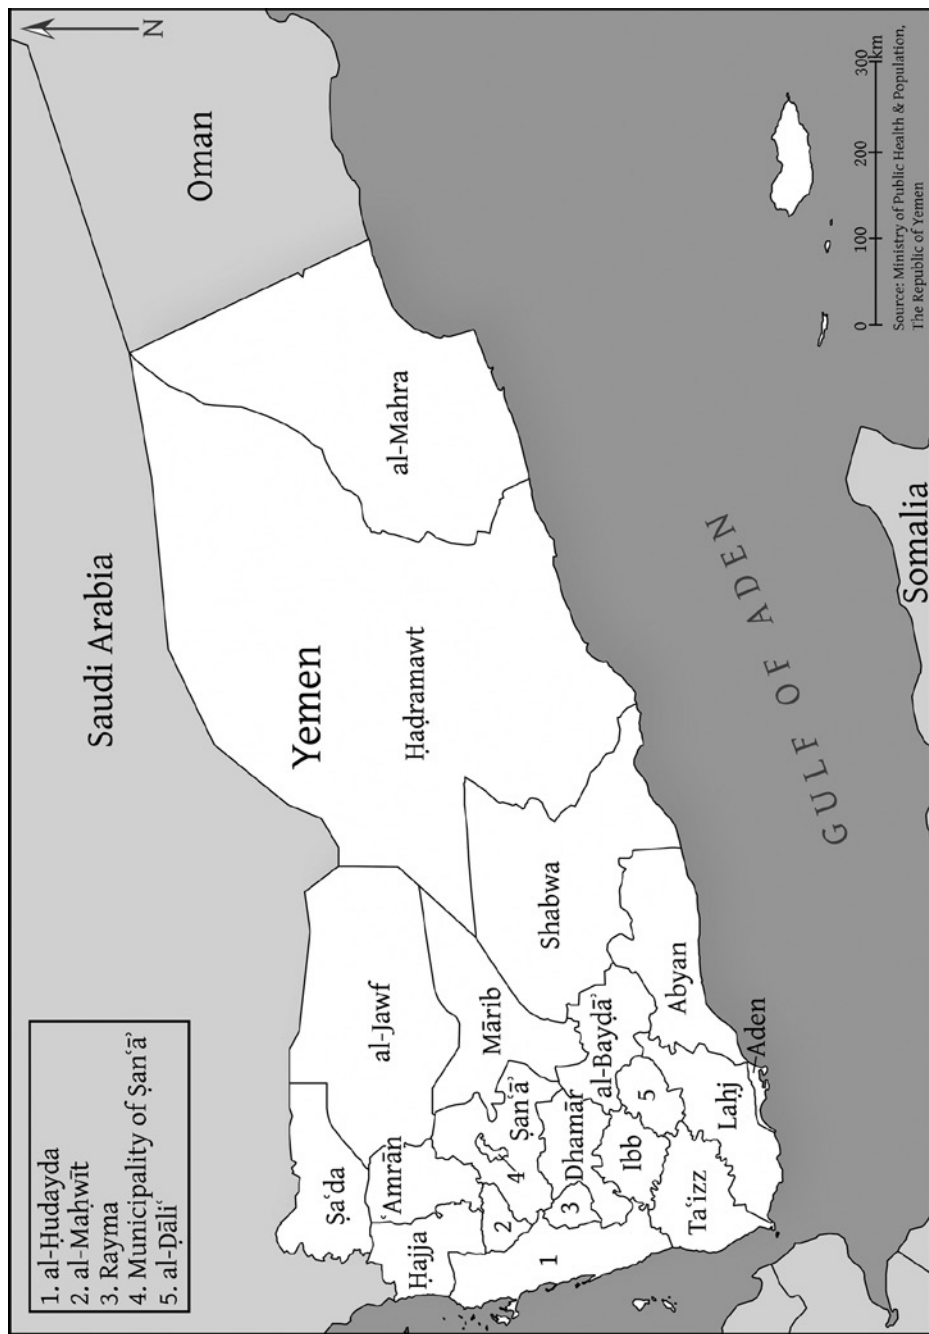 1. al-Ḥudayda
2. al-Maḥwīt
3. Rayma
4. Municipality of Ṣanʿāʾ
5. al-Ḍāliʿ
Saudi Arabia
N
Oman
Yemen
Ṣaʿda
al-Jawf
Ḥajja
ʿAmrān
Mārib
Ḥaḍramawt
al-Mahra
2
4
Ṣanʿāʾ
Shabwa
1
3
Dhamār
al-Bayḍāʾ
Ibb
5
Abyan
Taʿizz
Laḥj
Aden
GULF OF ADEN
Somalia
0
100
200
300
km
Source: Ministry of Public Health & Population,
The Republic of Yemen